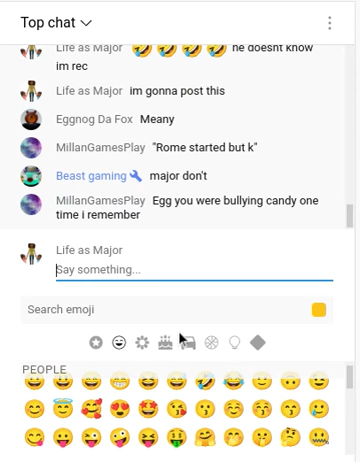 Top chat
Life as Major 🤣🤣🤣🤣 he doesnt know
im rec
Life as Major im gonna post this
Eggnog Da Fox Meany
MillanGamesPlay "Rome started but k"
Beast gaming major don't
MillanGamesPlay Egg you were bullying candy one
time i remember
Life as Major
Say something...
Search emoji
PEOPLE